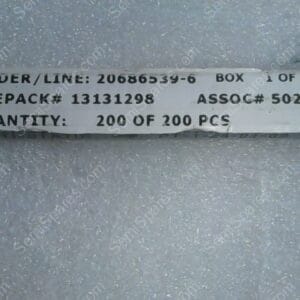 DER/LINE: 20686539-6 BOX 1 OF
EPACK# 13131298 ASSOC# 502
ANTITY: 200 OF 200 PCS